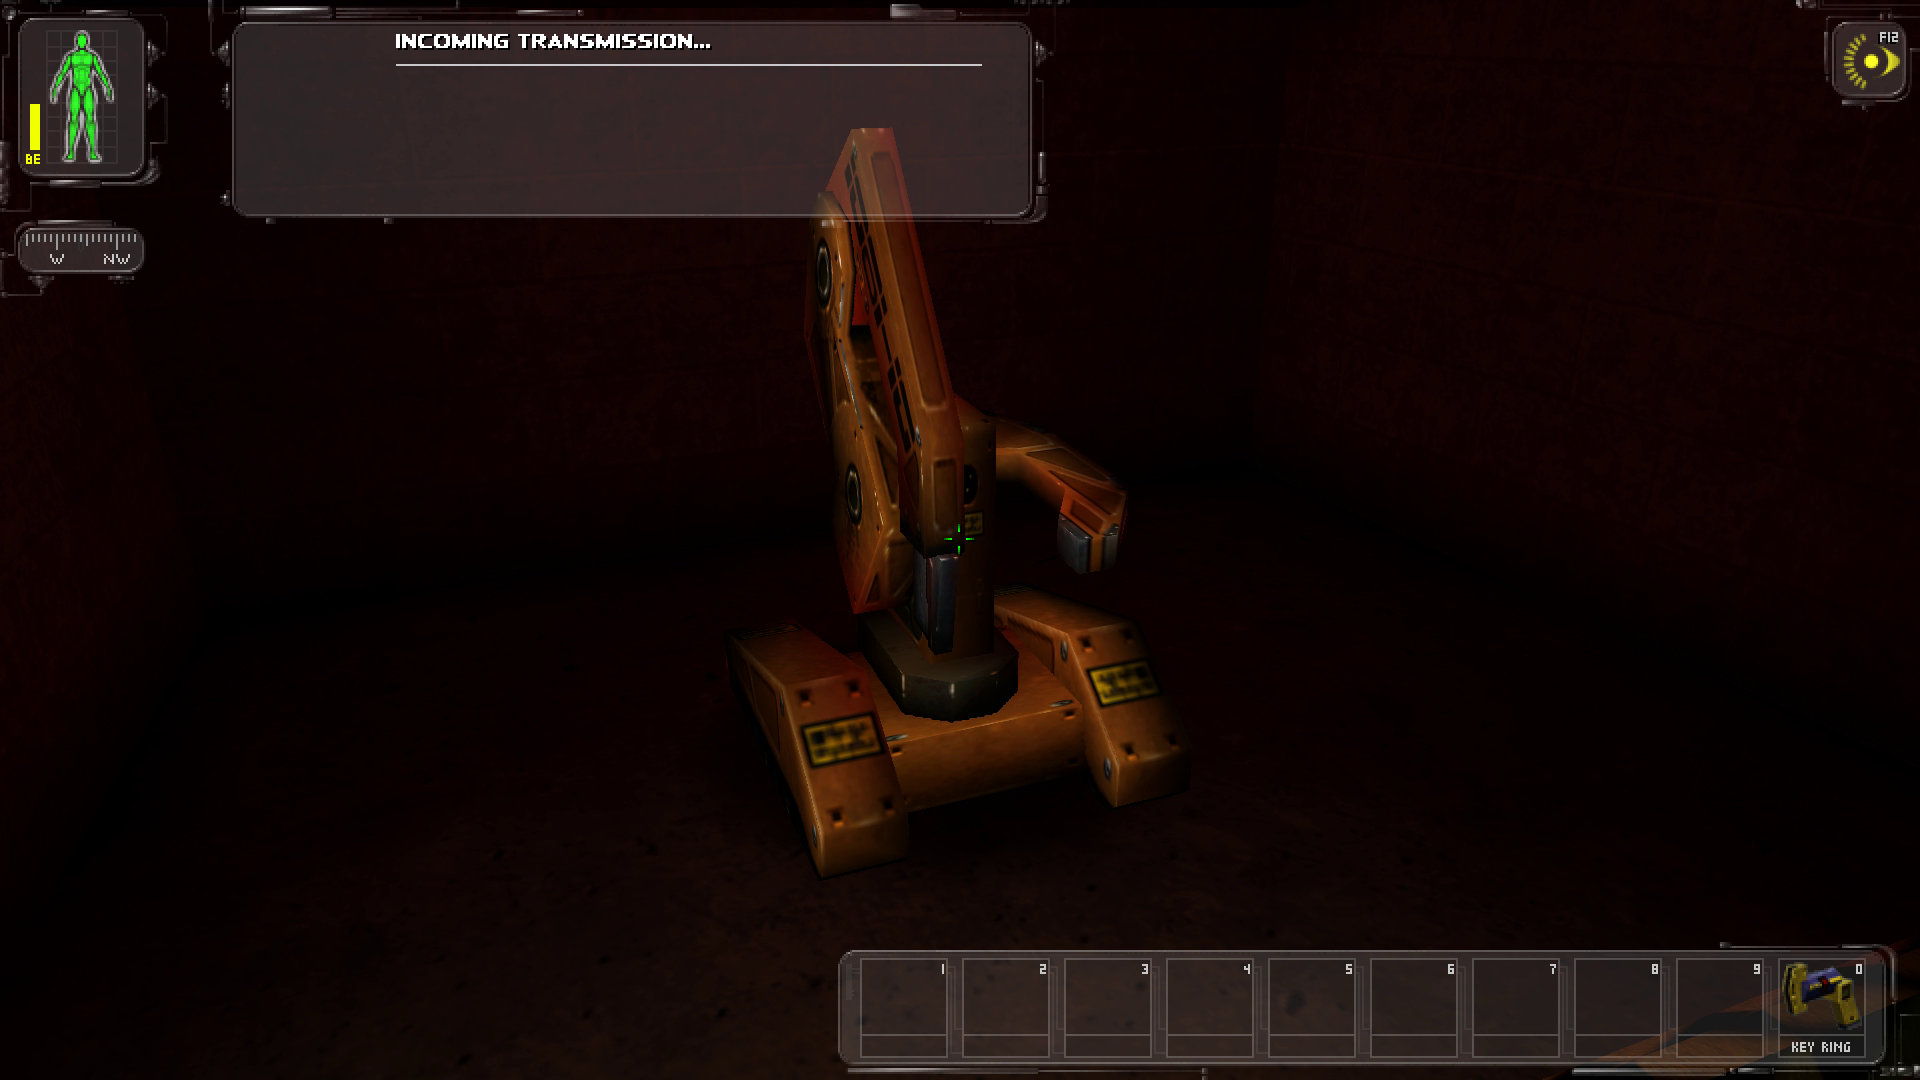 INCOMING TRANSMISSION...
F12
BE
W NW
1 2 3 4 5 6 7 8 9 0
KEY RING